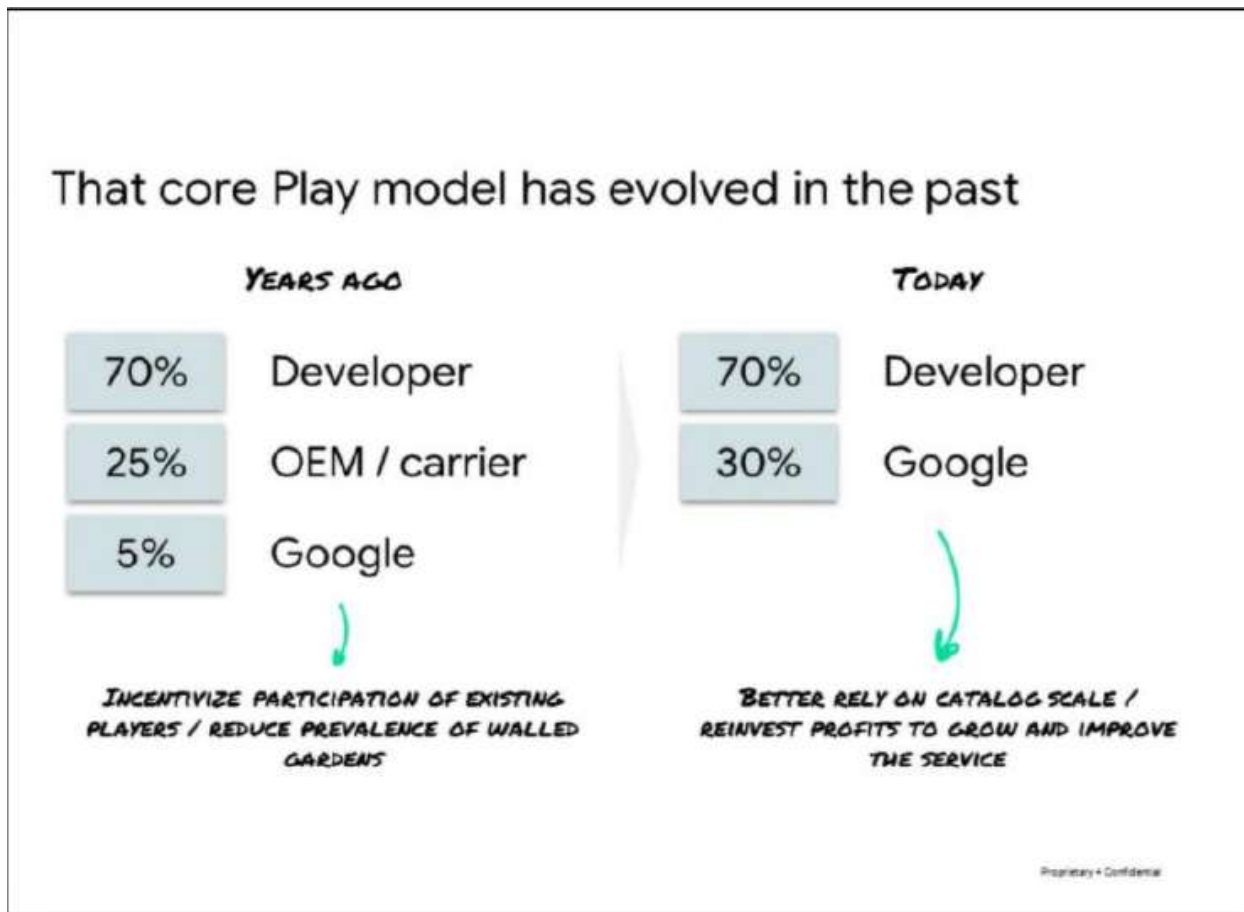 That core Play model has evolved in the past
YEARS AGO
70% Developer
25% OEM / carrier
5% Google
INCENTIVIZE PARTICIPATION OF EXISTING
PLAYERS / REDUCE PREVALENCE OF WALLED
GARDENS
TODAY
70% Developer
30% Google
BETTER RELY ON CATALOG SCALE /
REINVEST PROFITS TO GROW AND IMPROVE
THE SERVICE
Proprietary + Confidential